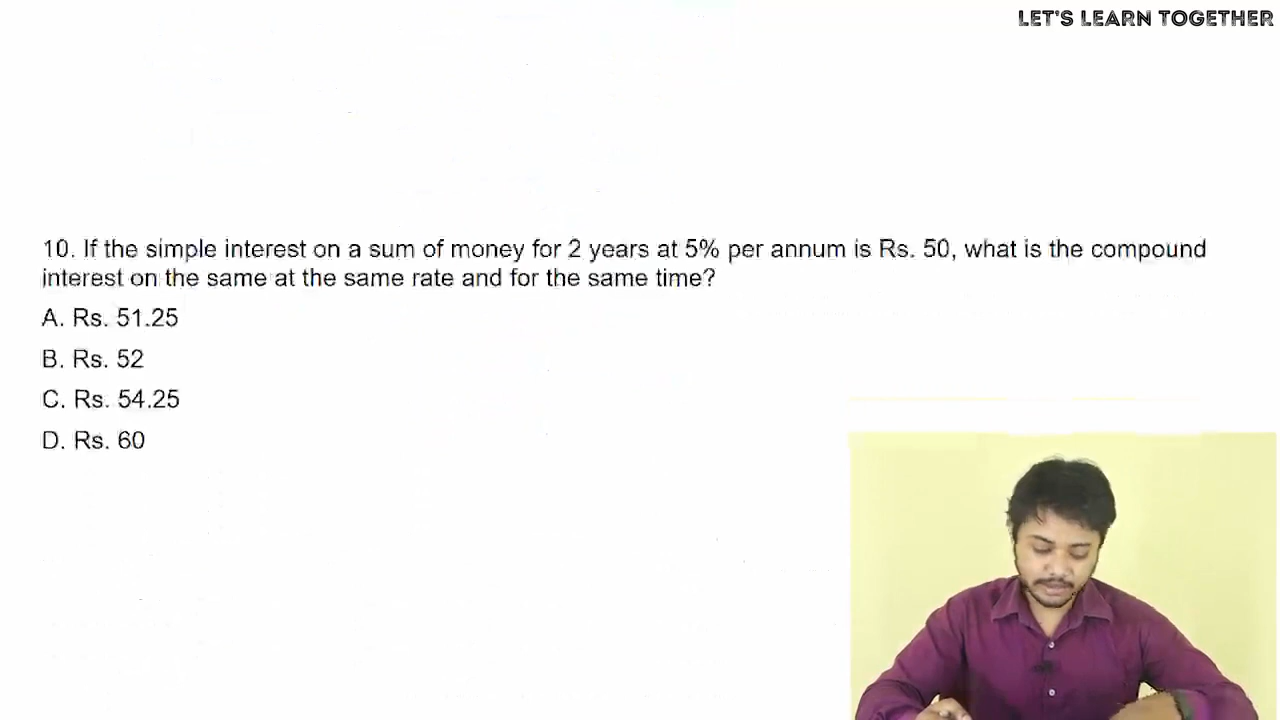 LET'S LEARN TOGETHER
10. If the simple interest on a sum of money for 2 years at 5% per annum is Rs. 50, what is the compound
interest on the same at the same rate and for the same time?
A. Rs. 51.25
B. Rs. 52
C. Rs. 54.25
D. Rs. 60